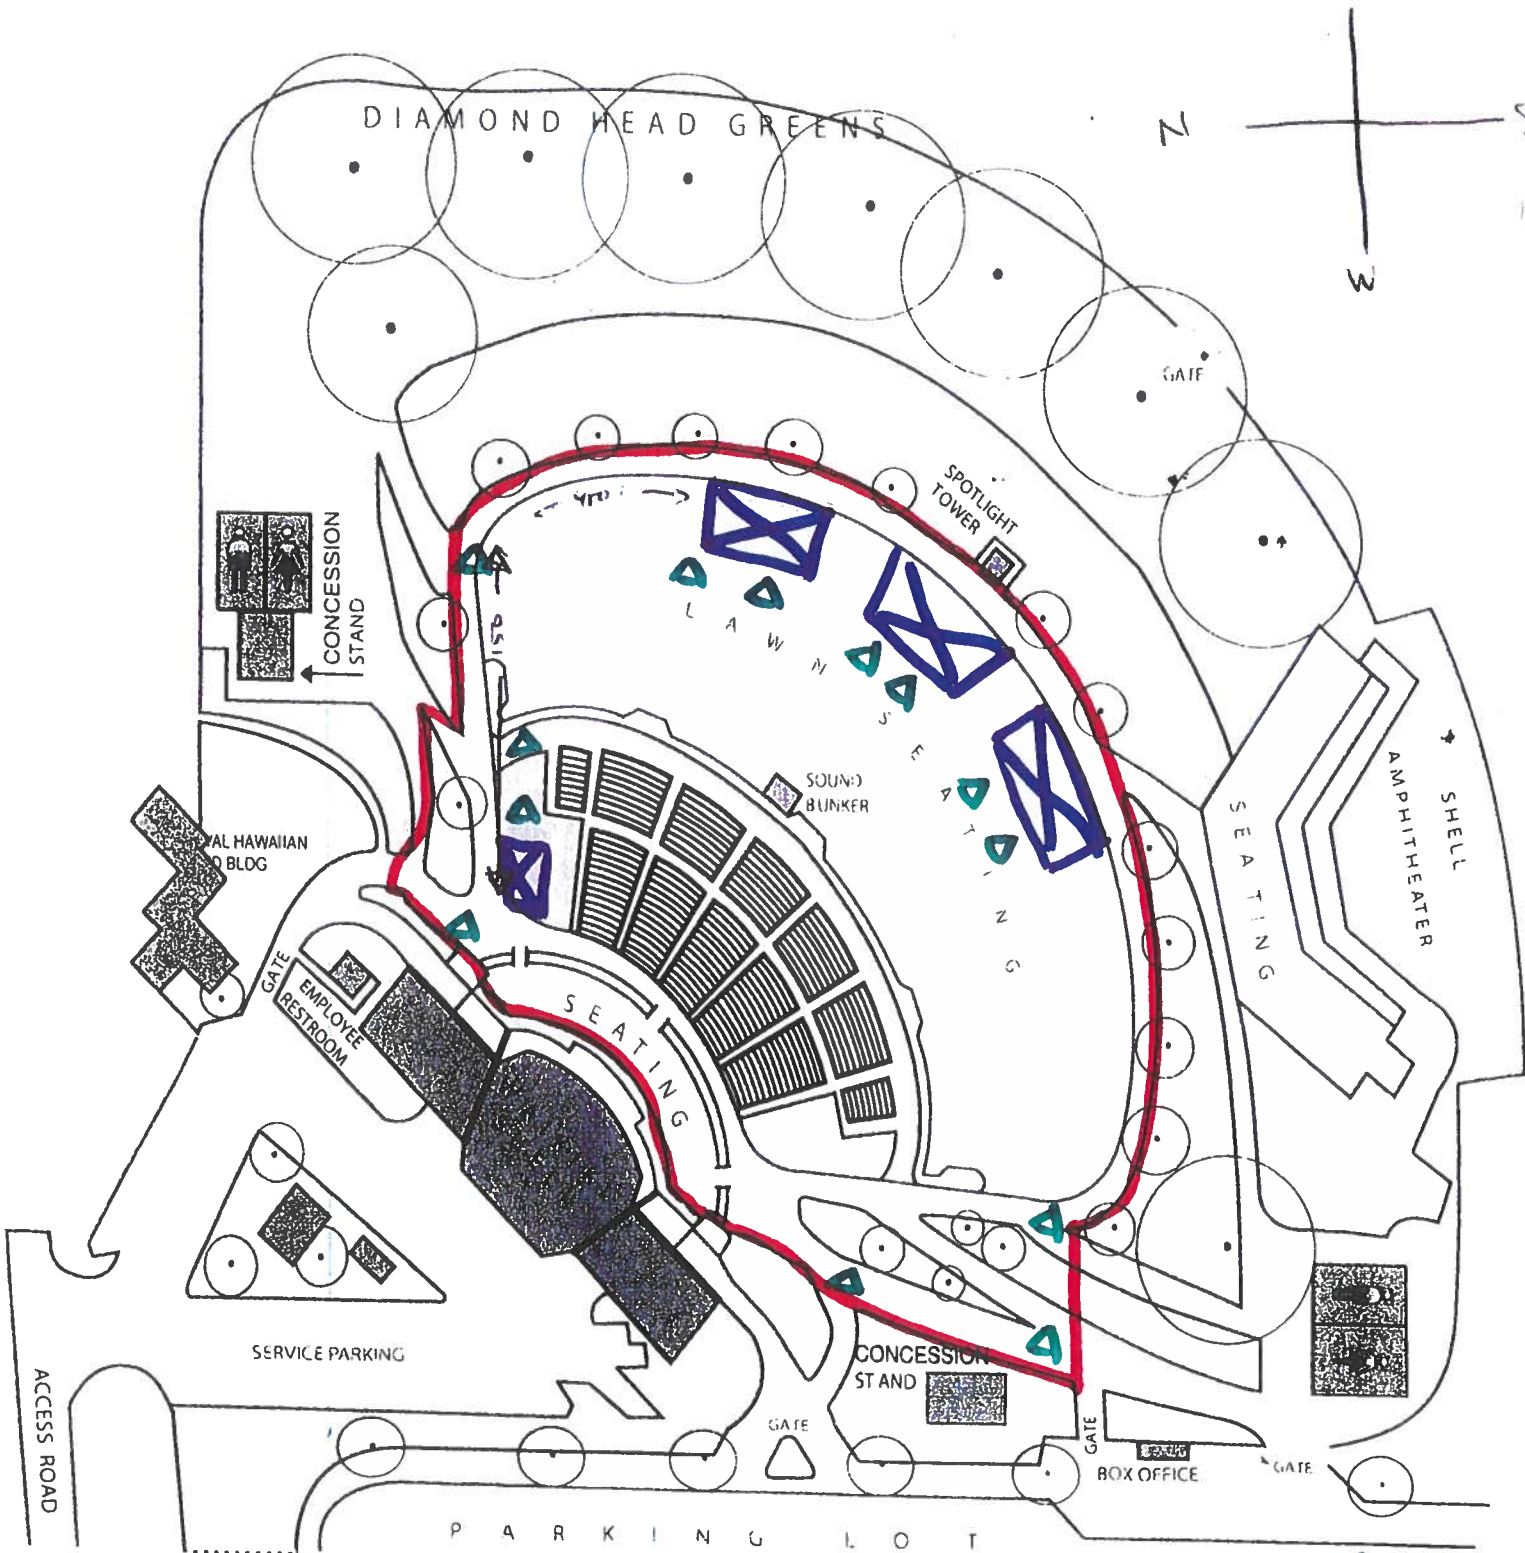 DIAMOND HEAD GREENS
N
W
GATE
SPOTLIGHT
TOWER
CONCESSION
STAND
LAWN SEATING
SOUND
BUNKER
SEATING
SHELL
AMPHITHEATER
HAWAIIAN
BLDG
GATE
EMPLOYEE
RESTROOM
SEATING
SERVICE PARKING
ACCESS ROAD
CONCESSION
STAND
GATE
GATE
BOX OFFICE
GATE
PARKING LOT